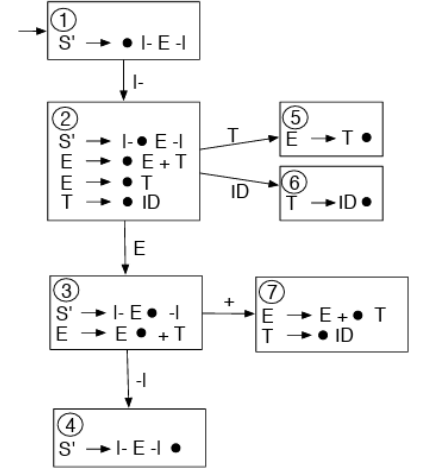 1
S' → ● I- E -I
I-
2
S' → I- ● E -I
E → ● E + T
E → ● T
T → ● ID
T
5
E → T ●
ID
6
T → ID ●
E
3
S' → I- E ● -I
E → E ● + T
+
7
E → E + ● T
T → ● ID
-I
4
S' → I- E -I ●